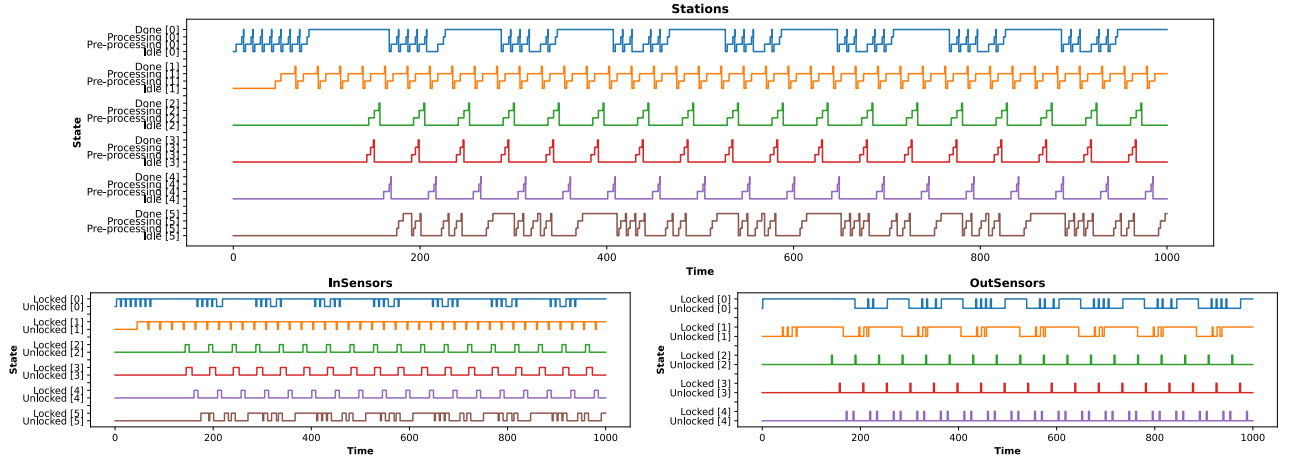 Stations
Done [0]
Processing [0]
Pre-processing [0]
Idle [0]
Done [1]
Processing [1]
Pre-processing [1]
Idle [1]
Done [2]
Processing [2]
Pre-processing [2]
Idle [2]
Done [3]
Processing [3]
Pre-processing [3]
Idle [3]
Done [4]
Processing [4]
Pre-processing [4]
Idle [4]
Done [5]
Processing [5]
Pre-processing [5]
Idle [5]
State
0 200 400 600 800 1000
Time
InSensors
Locked [0]
Unlocked [0]
Locked [1]
Unlocked [1]
Locked [2]
Unlocked [2]
Locked [3]
Unlocked [3]
Locked [4]
Unlocked [4]
Locked [5]
Unlocked [5]
State
0 200 400 600 800 1000
Time
OutSensors
Locked [0]
Unlocked [0]
Locked [1]
Unlocked [1]
Locked [2]
Unlocked [2]
Locked [3]
Unlocked [3]
Locked [4]
Unlocked [4]
State
0 200 400 600 800 1000
Time